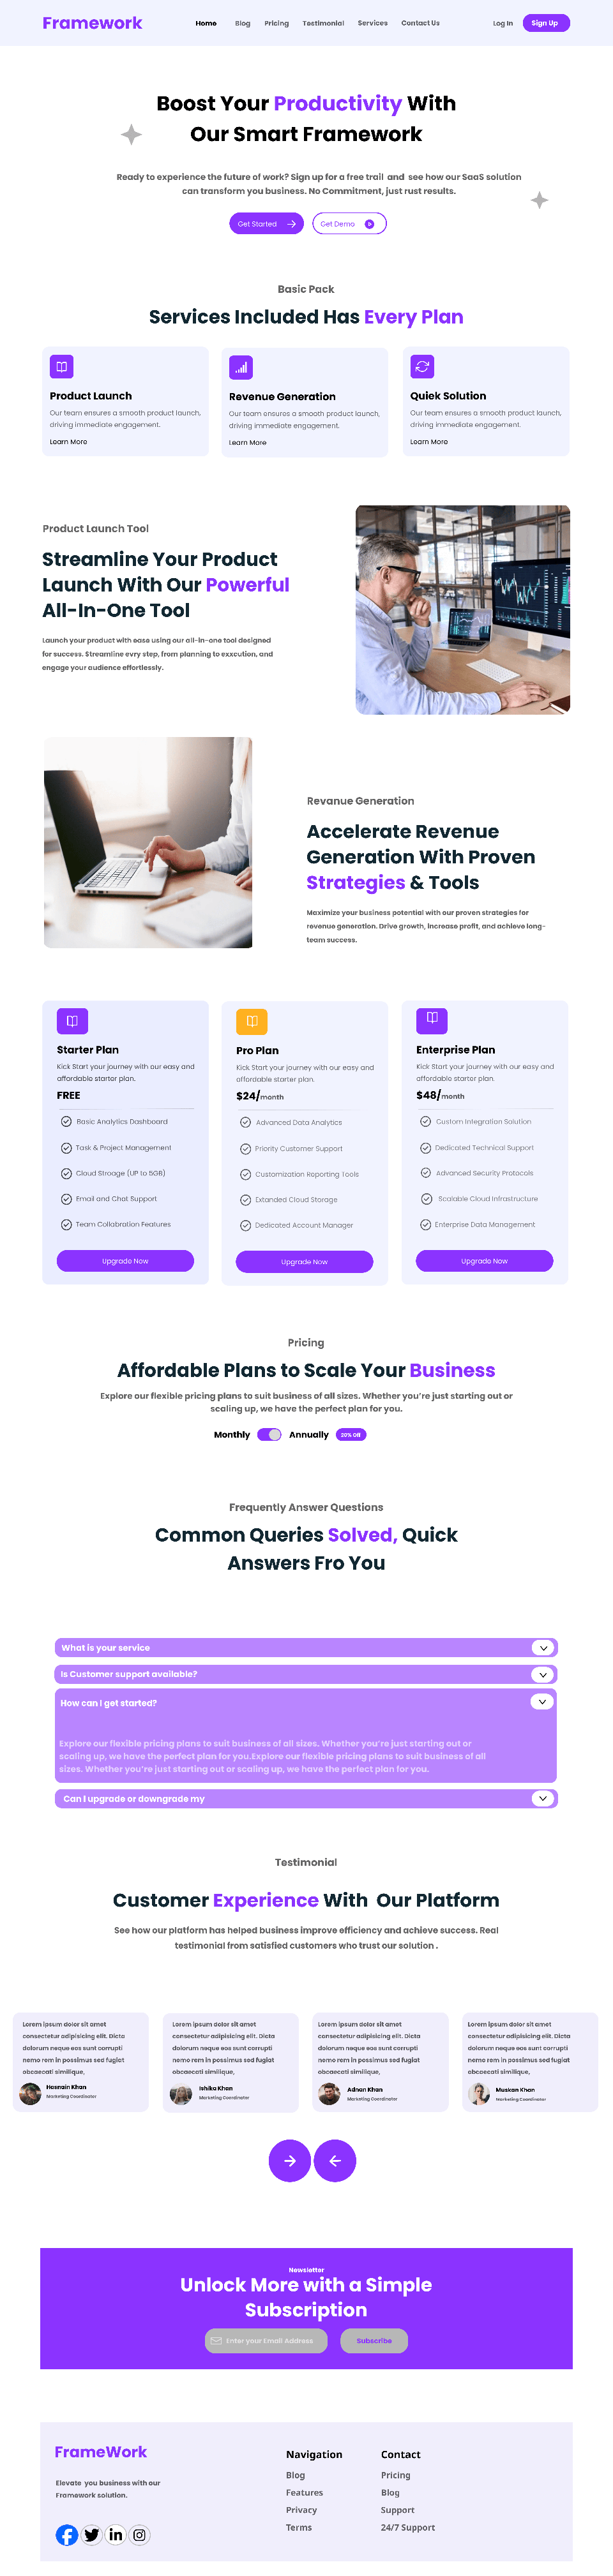 Framework
Home Blog Pricing Testimonial Services Contact Us Log In Sign Up
Boost Your Productivity With
Our Smart Framework
Ready to experience the future of work? Sign up for a free trail and see how our SaaS solution
can transform you business. No Commitment, just rust results.
Get Started Get Demo
Basic Pack
Services Included Has Every Plan
Product Launch
Our team ensures a smooth product launch,
driving immediate engagement.
Learn More
Revenue Generation
Our team ensures a smooth product launch,
driving immediate engagement.
Learn More
Quiek Solution
Our team ensures a smooth product launch,
driving immediate engagement.
Learn More
Product Launch Tool
Streamline Your Product
Launch With Our Powerful
All-In-One Tool
Launch your product with ease using our all-in-one tool designed
for success. Streamline evry step, from planning to exxcution, and
engage your audience effortlessly.
Revanue Generation
Accelerate Revenue
Generation With Proven
Strategies & Tools
Maximize your business potential with our proven strategies for
revenue generation. Drive growth, increase profit, and achieve long-
team success.
Starter Plan
Kick Start your journey with our easy and
affordable starter plan.
FREE
Basic Analytics Dashboard
Task & Project Management
Cloud Stroage (UP to 5GB)
Email and Chat Support
Team Collabration Features
Upgrade Now
Pro Plan
Kick Start your journey with our easy and
affordable starter plan.
$24/month
Advanced Data Analytics
Priority Customer Support
Customization Reporting Tools
Extanded Cloud Storage
Dedicated Account Manager
Upgrade Now
Enterprise Plan
Kick Start your journey with our easy and
affordable starter plan.
$48/month
Custom Integration Solution
Dedicated Technical Support
Advanced Security Protocols
Scalable Cloud Infrastructure
Enterprise Data Management
Upgrade Now
Pricing
Affordable Plans to Scale Your Business
Explore our flexible pricing plans to suit business of all sizes. Whether you're just starting out or
scaling up, we have the perfect plan for you.
Monthly Annually 20% Off
Frequently Answer Questions
Common Queries Solved, Quick
Answers Fro You
What is your service
Is Customer support available?
How can I get started?
Explore our flexible pricing plans to suit business of all sizes. Whether you're just starting out or
scaling up, we have the perfect plan for you.Explore our flexible pricing plans to suit business of all
sizes. Whether you're just starting out or scaling up, we have the perfect plan for you.
Can I upgrade or downgrade my
Testimonial
Customer Experience With Our Platform
See how our platform has helped business improve efficiency and achieve success. Real
testimonial from satisfied customers who trust our solution .
Lorem ipsum dolor sit amet
consectetur adipisicing elit. Dicta
dolorum neque eos sunt corrupti
nemo rem in possimus sed fugiat
obcaecati similique,
Hasnain Khan
Marketing Coordinator
Lorem ipsum dolor sit amet
consectetur adipisicing elit. Dicta
dolorum neque eos sunt corrupti
nemo rem in possimus sed fugiat
obcaecati similique,
Ishika Khan
Marketing Coordinator
Lorem ipsum dolor sit amet
consectetur adipisicing elit. Dicta
dolorum neque eos sunt corrupti
nemo rem in possimus sed fugiat
obcaecati similique,
Adnan Khan
Marketing Coordinator
Lorem ipsum dolor sit amet
consectetur adipisicing elit. Dicta
dolorum neque eos sunt corrupti
nemo rem in possimus sed fugiat
obcaecati similique,
Muskan Khan
Marketing Coordinator
Newsletter
Unlock More with a Simple
Subscription
Enter your Email Address Subscribe
FrameWork
Elevate you business with our
Framework solution.
Navigation
Blog
Features
Privacy
Terms
Contact
Pricing
Blog
Support
24/7 Support